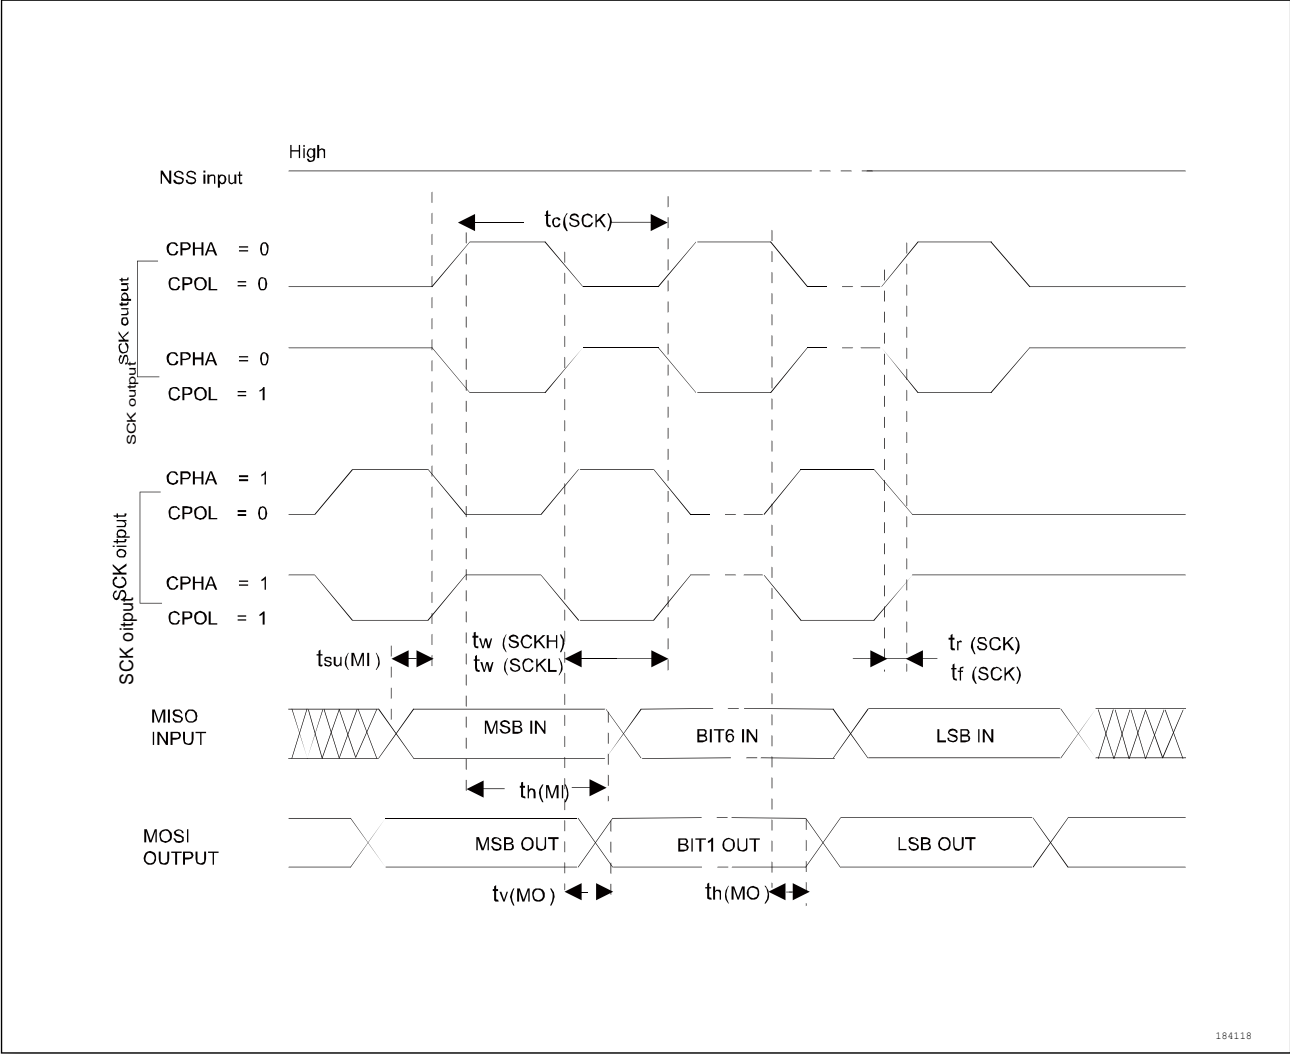 High
NSS input
tc(SCK)
CPHA = 0
CPOL = 0
SCK output
CPHA = 0
CPOL = 1
SCK output
CPHA = 1
CPOL = 0
SCK oitput
CPHA = 1
CPOL = 1
SCK oitput
tsu(MI)
tw (SCKH)
tw (SCKL)
tr (SCK)
tf (SCK)
MISO
INPUT
MSB IN
BIT6 IN
LSB IN
th(MI)
MOSI
OUTPUT
MSB OUT
BIT1 OUT
LSB OUT
tv(MO)
th(MO)
184118